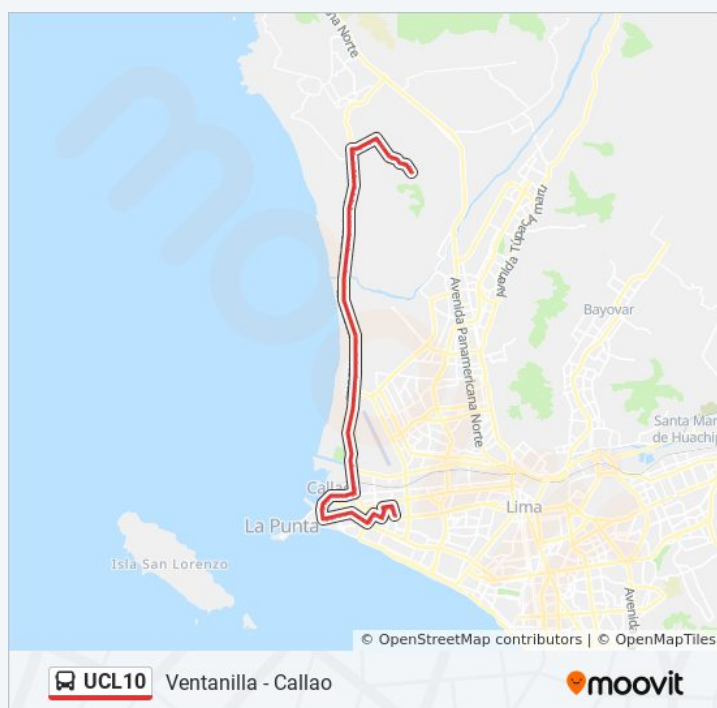 na Norte
Avenida Túpac Amaru
Avenida Panamericana Norte
Bayovar
Santa Mar
de Huachip
Callao
Lima
La Punta
Isla San Lorenzo
Avenida
© OpenStreetMap contributors | © OpenMapTiles
UCL10 Ventanilla - Callao
moovit